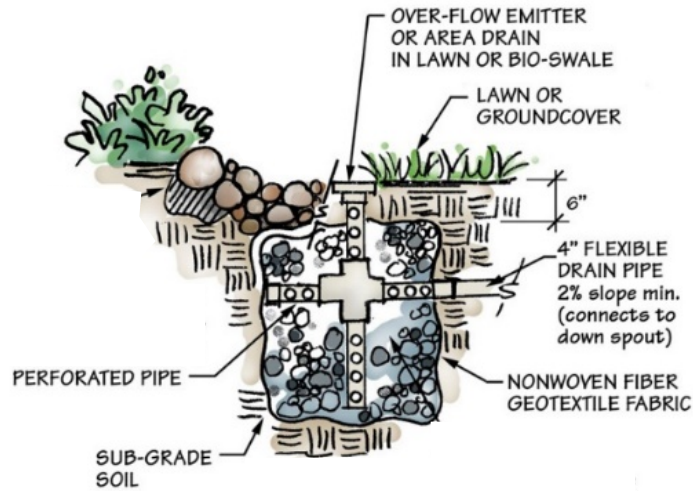 OVER-FLOW EMITTER
OR AREA DRAIN
IN LAWN OR BIO-SWALE
LAWN OR
GROUNDCOVER
6"
4" FLEXIBLE
DRAIN PIPE
2% slope min.
(connects to
down spout)
PERFORATED PIPE
NONWOVEN FIBER
GEOTEXTILE FABRIC
SUB-GRADE
SOIL